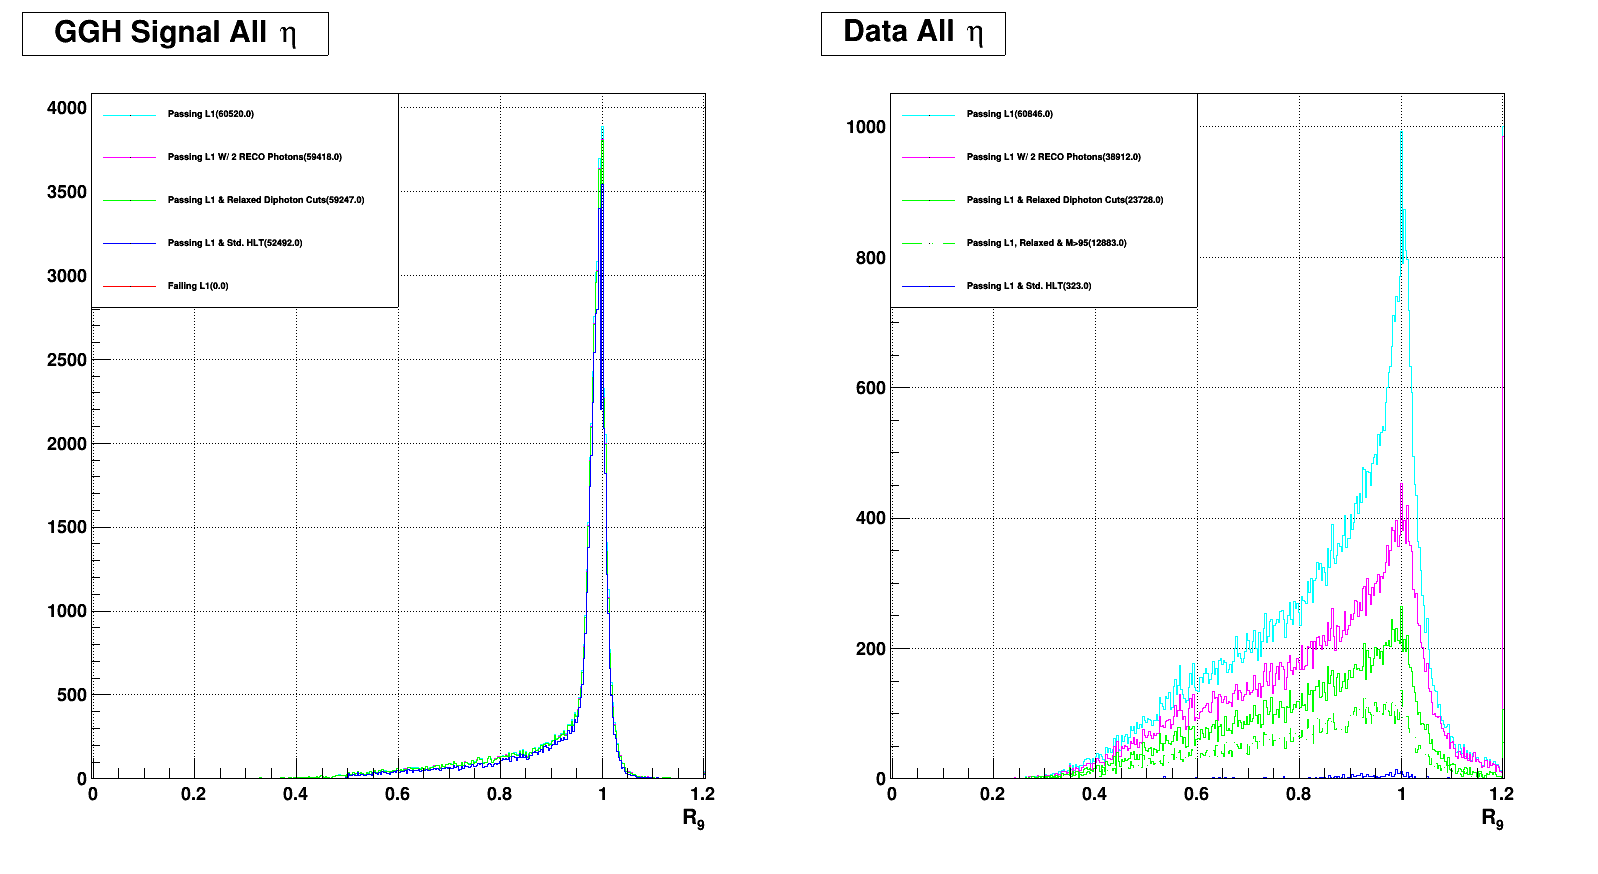 GGH Signal All η
4000
3500
3000
2500
2000
1500
1000
500
0
Passing L1(60520.0)
Passing L1 W/ 2 RECO Photons(59418.0)
Passing L1 & Relaxed Diphoton Cuts(59247.0)
Passing L1 & Std. HLT(52492.0)
Failing L1(0.0)
0 0.2 0.4 0.6 0.8 1 1.2
R9
Data All η
1000
800
600
400
200
0
Passing L1(60846.0)
Passing L1 W/ 2 RECO Photons(38912.0)
Passing L1 & Relaxed Diphoton Cuts(23728.0)
Passing L1, Relaxed & M>95(12883.0)
Passing L1 & Std. HLT(323.0)
0 0.2 0.4 0.6 0.8 1 1.2
R9